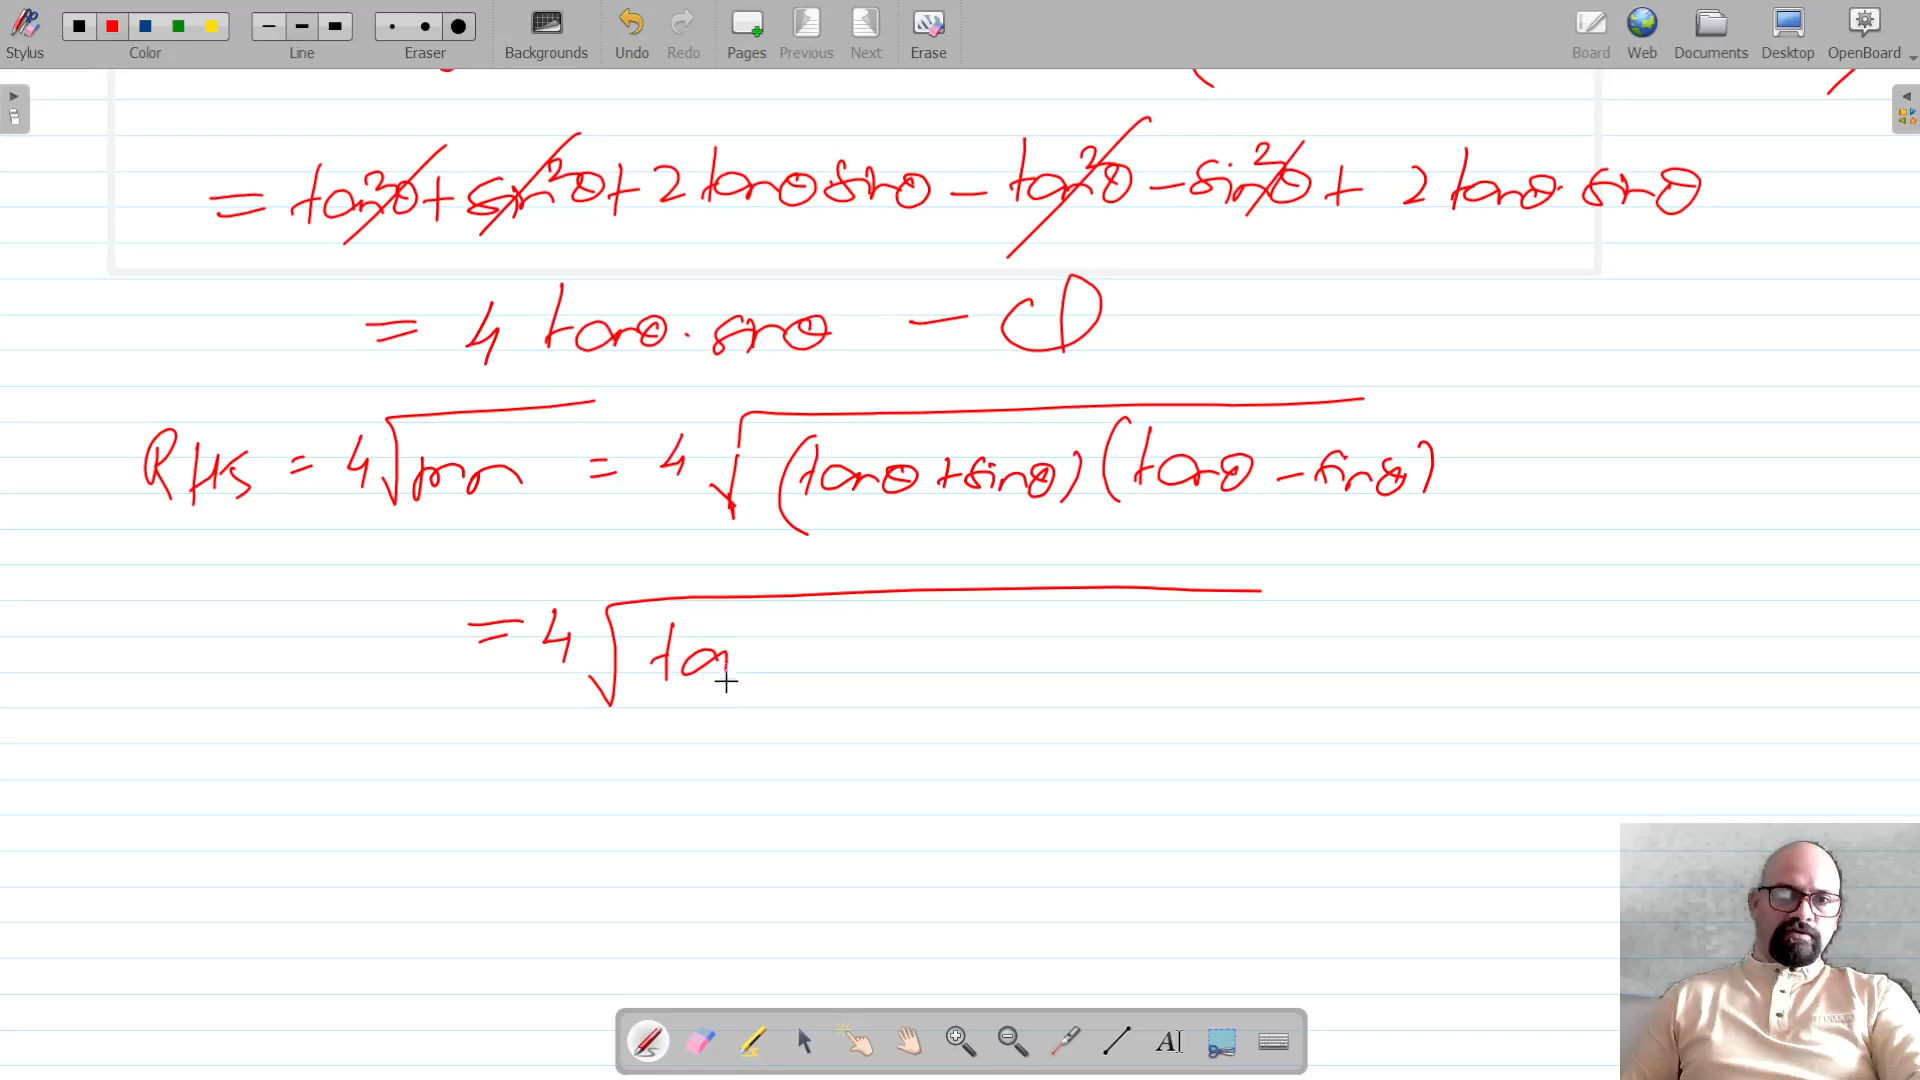 Stylus Color Line Eraser Backgrounds Undo Redo Pages Previous Next Erase Board Web Documents Desktop OpenBoard
= tan²θ + sin²θ + 2 tanθ sinθ - tan²θ - sin²θ + 2 tanθ · sinθ
= 4 tanθ · sinθ - ①
RHS = 4√mn = 4√(tanθ + sinθ)(tanθ - sinθ)
= 4√ta